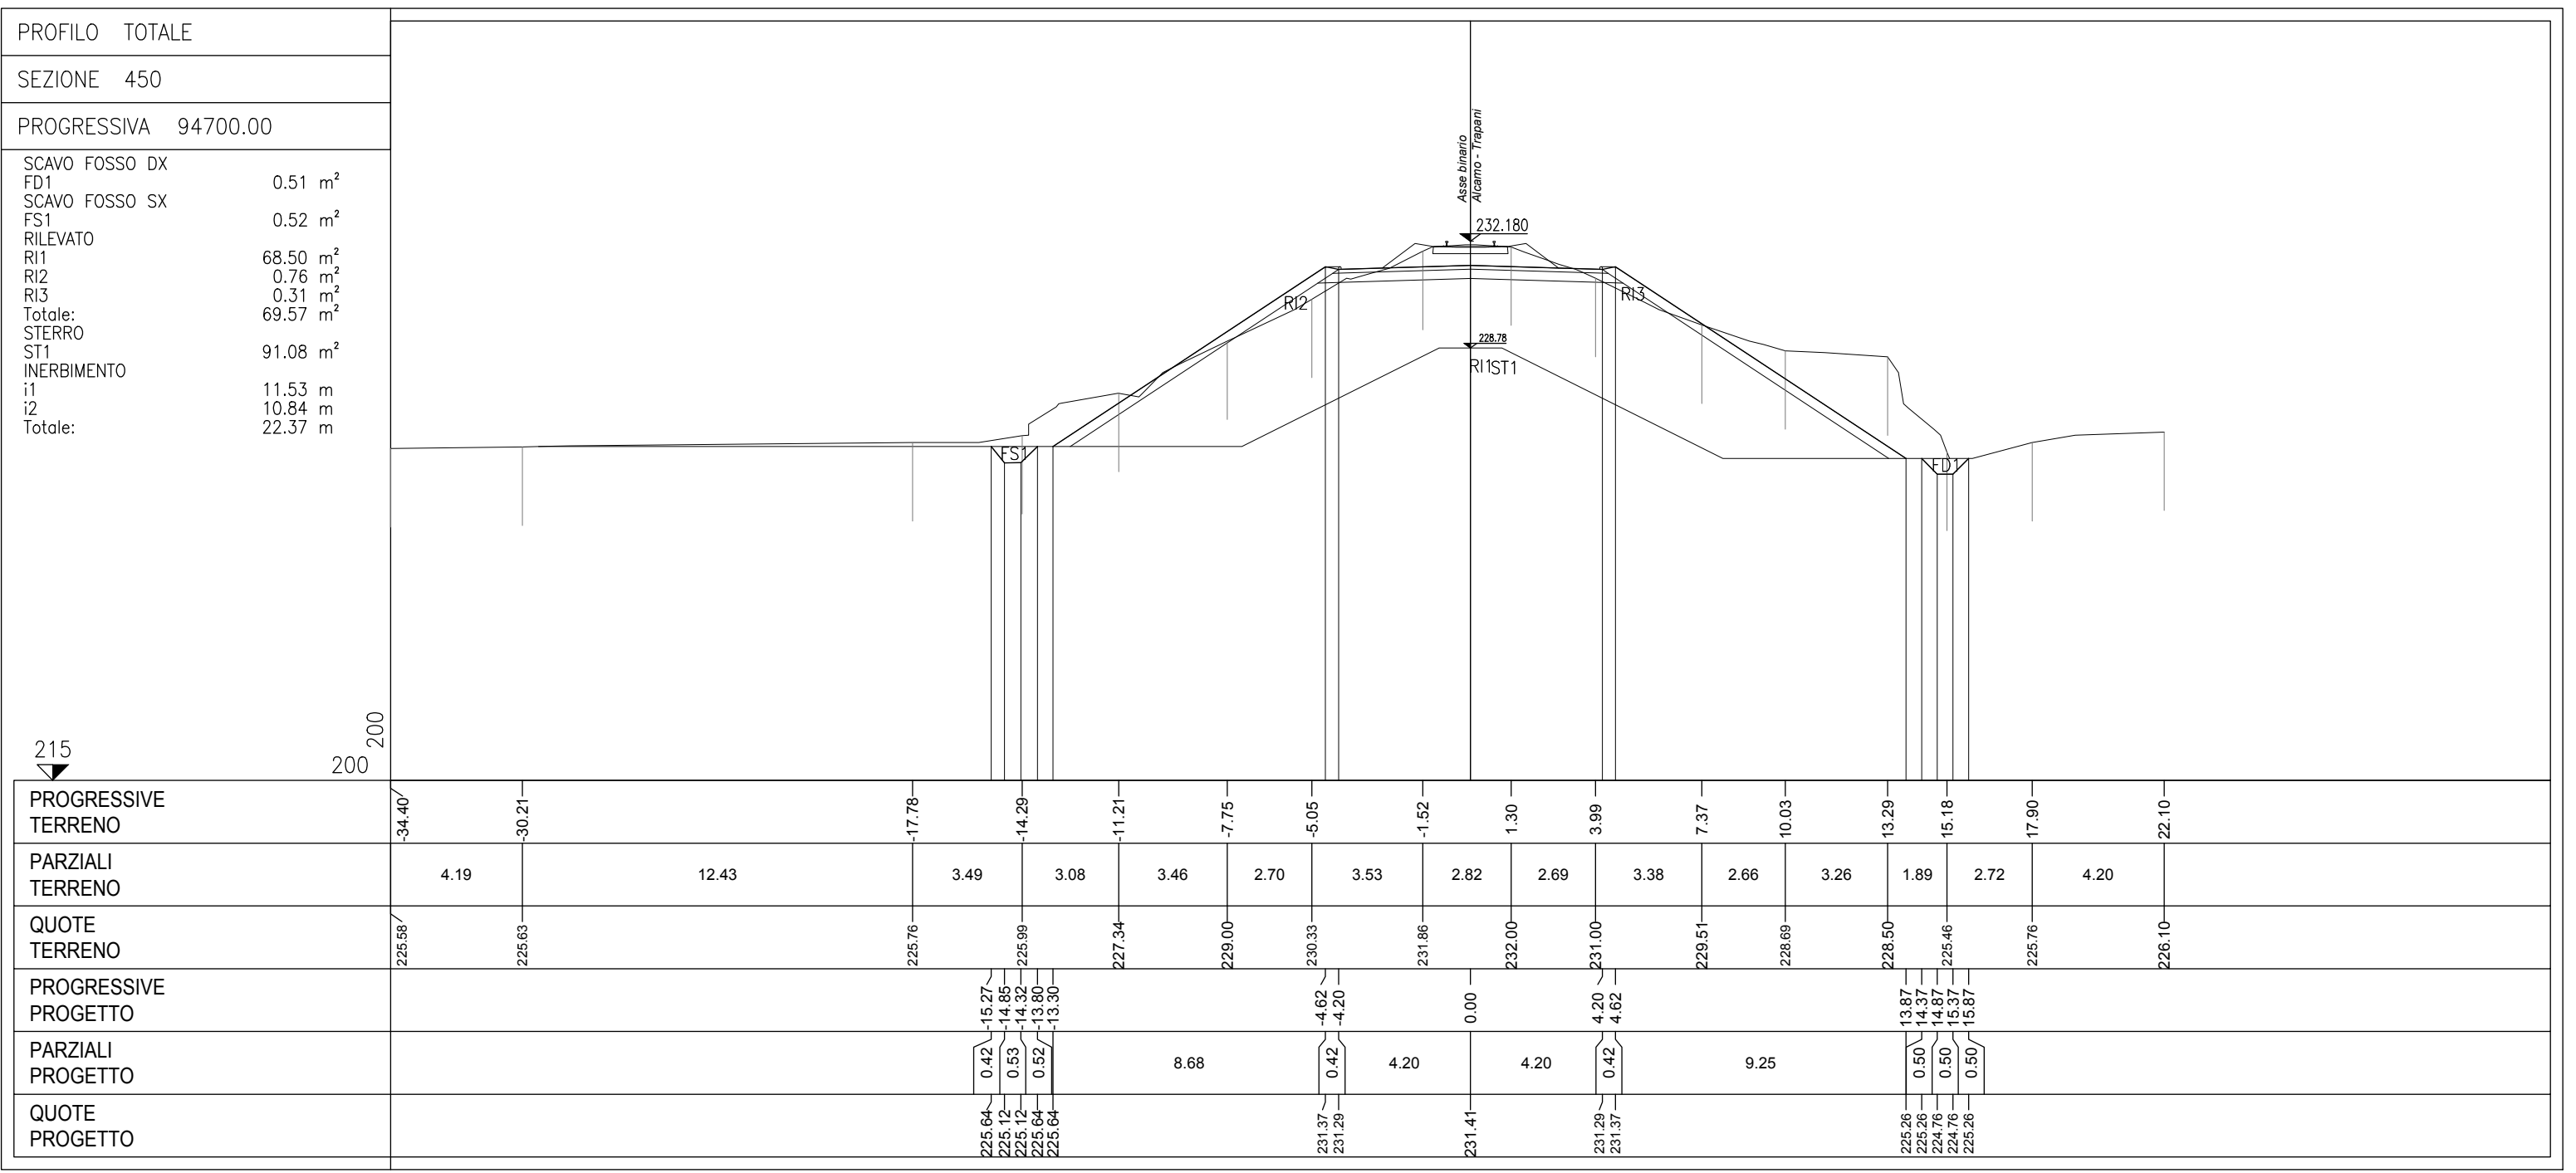 PROFILO TOTALE
SEZIONE 450
PROGRESSIVA 94700.00
SCAVO FOSSO DX
FD1 0.51 m²
SCAVO FOSSO SX
FS1 0.52 m²
RILEVATO
RI1 68.50 m²
RI2 0.76 m²
RI3 0.31 m²
Totale: 69.57 m²
STERRO
ST1 91.08 m²
INERBIMENTO
i1 11.53 m
i2 10.84 m
Totale: 22.37 m
215
200
200
Asse binario
Alcamo - Trapani
232.180
RI2
RI3
228.78
RI1
ST1
FS1
FD1
PROGRESSIVE
TERRENO
-34.40 -30.21 -17.78 -14.29 -11.21 -7.75 -5.05 -1.52 1.30 3.99 7.37 10.03 13.29 15.18 17.90 22.10
PARZIALI
TERRENO
4.19 12.43 3.49 3.08 3.46 2.70 3.53 2.82 2.69 3.38 2.66 3.26 1.89 2.72 4.20
QUOTE
TERRENO
225.58 225.63 225.76 225.99 227.34 229.00 230.33 231.86 232.00 231.00 229.51 228.69 228.50 225.46 225.76 226.10
PROGRESSIVE
PROGETTO
-15.27 -14.85 -14.32 -13.80 -13.30 -4.62 -4.20 0.00 4.20 4.62 13.87 14.37 14.87 15.37 15.87
PARZIALI
PROGETTO
0.42 0.53 0.52 8.68 0.42 4.20 4.20 0.42 9.25 0.50 0.50 0.50
QUOTE
PROGETTO
225.64 225.12 225.12 225.64 225.64 231.37 231.29 231.41 231.29 231.37 225.26 225.26 224.76 224.76 225.26